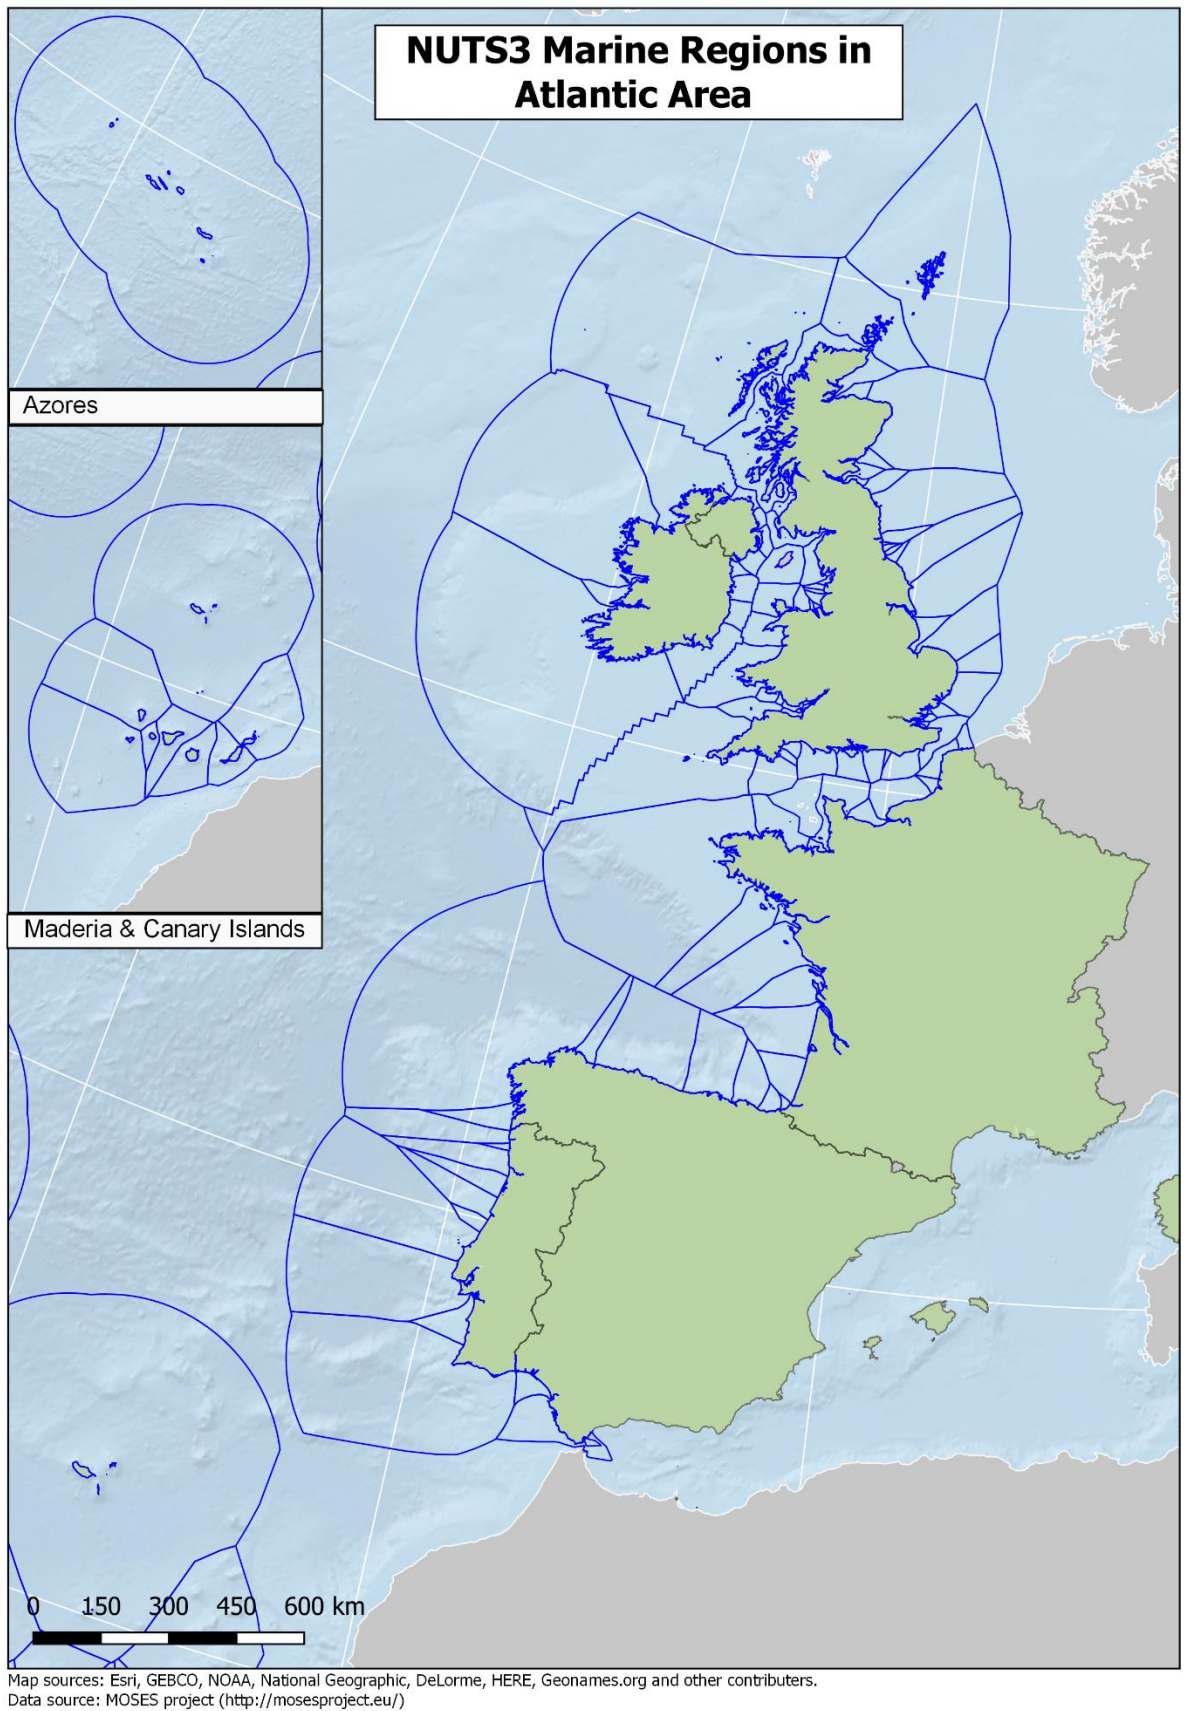 NUTS3 Marine Regions in
Atlantic Area
Azores
Maderia & Canary Islands
0 150 300 450 600 km
Map sources: Esri, GEBCO, NOAA, National Geographic, DeLorme, HERE, Geonames.org and other contributers.
Data source: MOSES project (http://mosesproject.eu/)